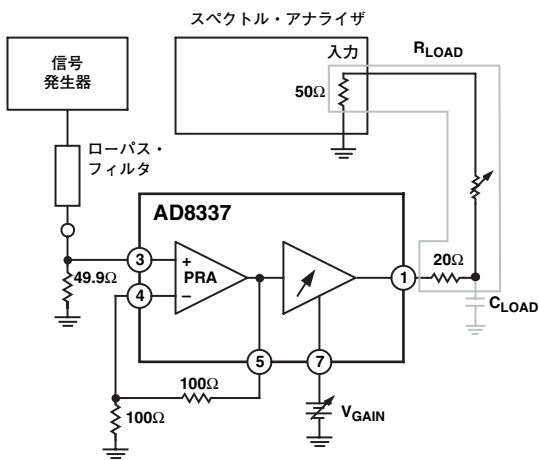 スペクトル・アナライザ
信号
発生器
入力
RLOAD
50Ω
ローパス・
フィルタ
AD8337
3
+
PRA
1
20Ω
49.9Ω
4
−
CLOAD
5
7
100Ω
100Ω
VGAIN